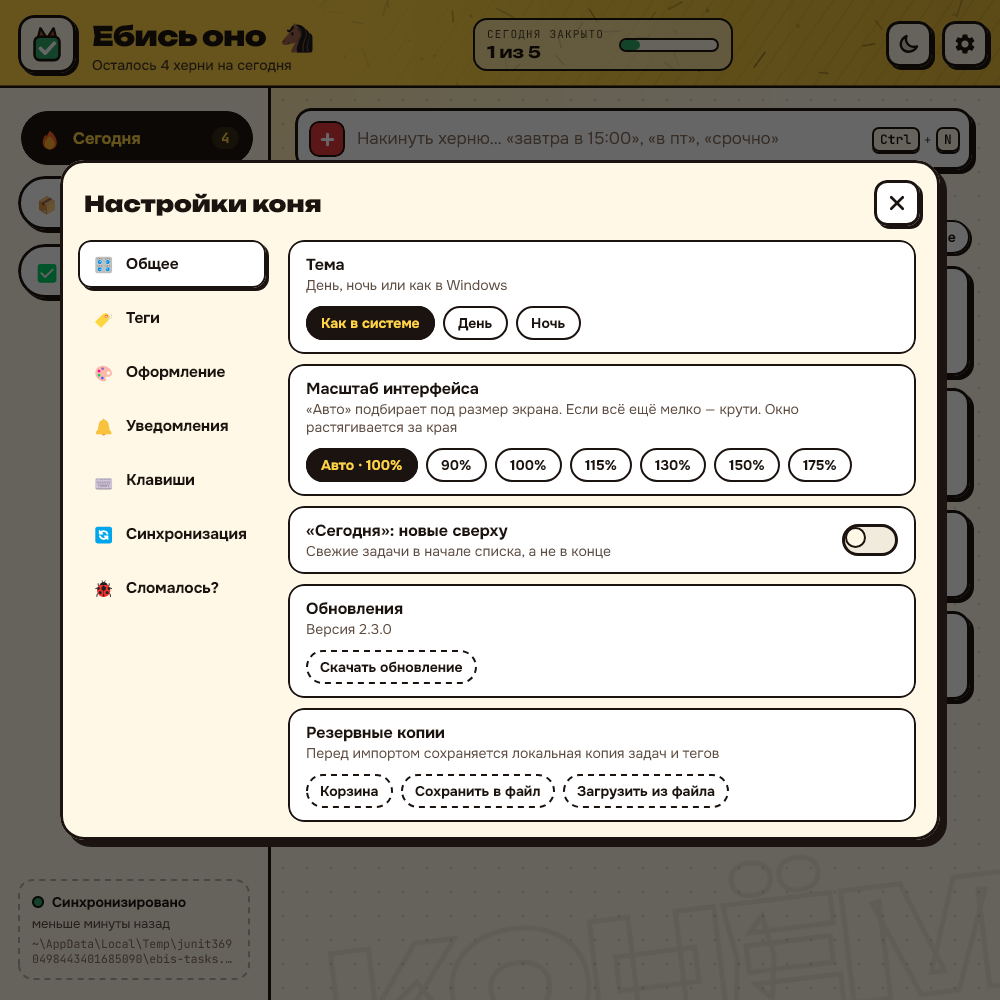 Ебись оно
Осталось 4 херни на сегодня
СЕГОДНЯ ЗАКРЫТО
1 из 5
Сегодня
4
Накинуть херню... «завтра в 15:00», «в пт», «срочно»
Ctrl + N
Настройки коня
Общее
Теги
Оформление
Уведомления
Клавиши
Синхронизация
Сломалось?
Тема
День, ночь или как в Windows
Как в системе
День
Ночь
Масштаб интерфейса
«Авто» подбирает под размер экрана. Если всё ещё мелко — крути. Окно
растягивается за края
Авто · 100%
90%
100%
115%
130%
150%
175%
«Сегодня»: новые сверху
Свежие задачи в начале списка, а не в конце
Обновления
Версия 2.3.0
Скачать обновление
Резервные копии
Перед импортом сохраняется локальная копия задач и тегов
Корзина
Сохранить в файл
Загрузить из файла
Синхронизировано
меньше минуты назад
~\AppData\Local\Temp\junit369
0498443401685090\ebis-tasks.…
КОНЁМ